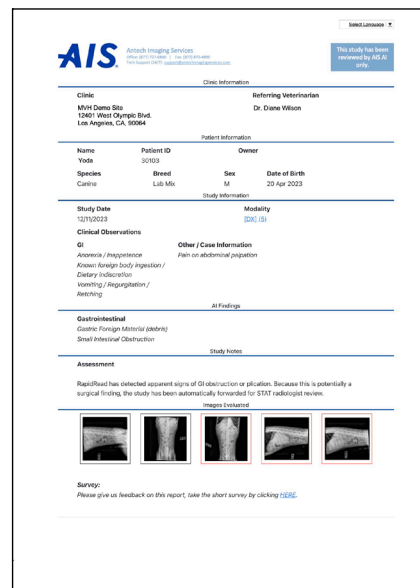 Select Language ▼
AIS.
Antech Imaging Services
This study has been
reviewed by AIS AI
only.
Clinic Information
Clinic Referring Veterinarian
MVH Demo Site Dr. Diane Wilson
12401 West Olympic Blvd.
Los Angeles, CA, 90064
Patient Information
Name Patient ID Owner
Yoda 30103
Species Breed Sex Date of Birth
Canine Lab Mix M 20 Apr 2023
Study Information
Study Date Modality
12/11/2023 [DX] (5)
Clinical Observations
GI Other / Case Information
Anorexia / Inappetence Pain on abdominal palpation
Known foreign body ingestion /
Dietary indiscretion
Vomiting / Regurgitation /
Retching
AI Findings
Gastrointestinal
Gastric Foreign Material (debris)
Small Intestinal Obstruction
Study Notes
Assessment
RapidRead has detected apparent signs of GI obstruction or plication. Because this is potentially a
surgical finding, the study has been automatically forwarded for STAT radiologist review.
Images Evaluated
Survey:
Please give us feedback on this report, take the short survey by clicking HERE.